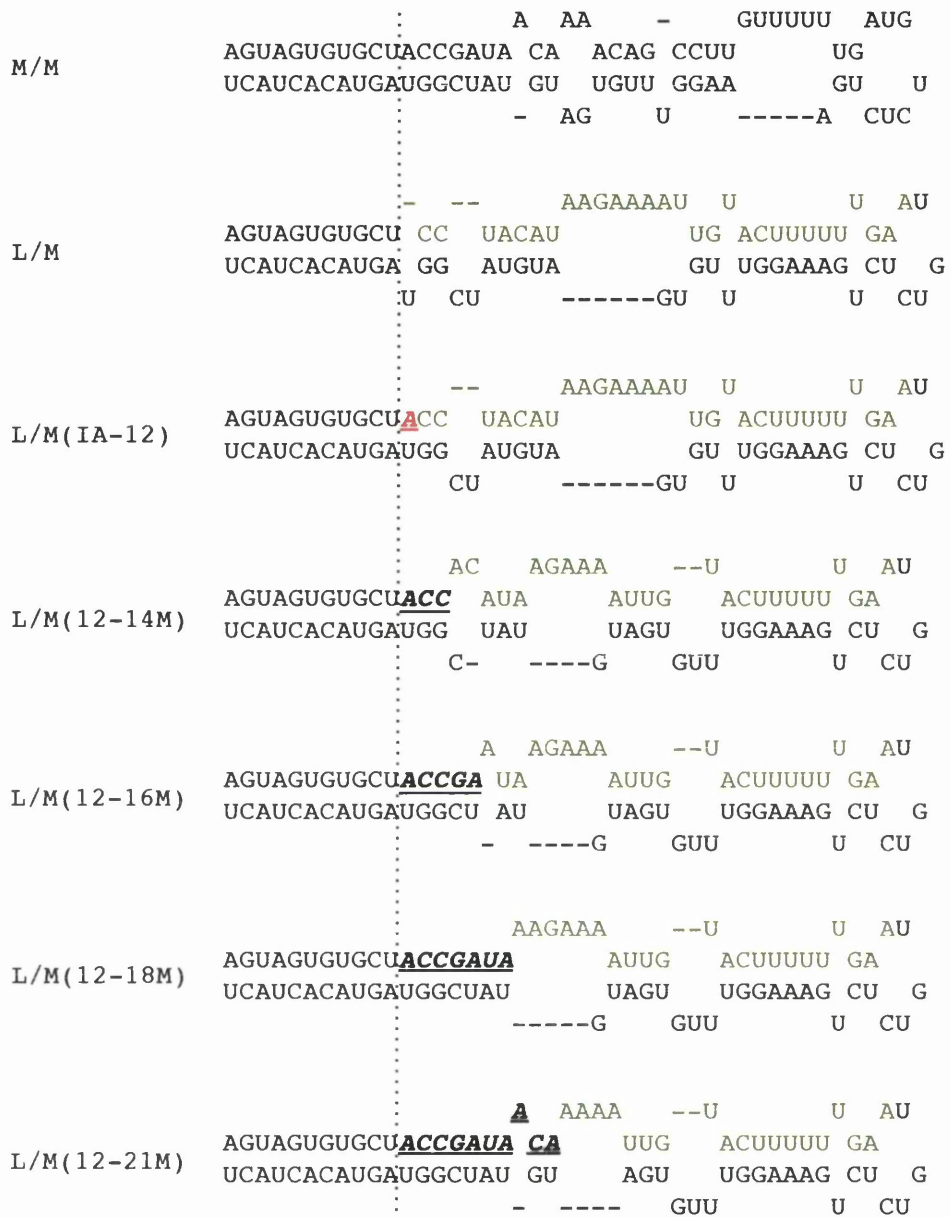 A AA - GUUUUU AUG
AGUAGUGUGCUACCGAUA CA ACAG CCUU UG
M/M
UCAUCACAUGAUGGCUAU GU UGUU GGAA GU U
- AG U -----A CUC
- -- AAGAAAAU U U AU
AGUAGUGUGCU CC UACAU UG ACUUUUU GA
L/M
UCAUCACAUGA GG AUGUA GU UGGAAAG CU G
U CU ------GU U U CU
-- AAGAAAAU U U AU
AGUAGUGUGCUACC UACAU UG ACUUUUU GA
L/M(IA-12)
UCAUCACAUGAUGG AUGUA GU UGGAAAG CU G
CU ------GU U U CU
AC AGAAA --U U AU
AGUAGUGUGCUACC AUA AUUG ACUUUUU GA
L/M(12-14M)
UCAUCACAUGAUGG UAU UAGU UGGAAAG CU G
C- ----G GUU U CU
A AGAAA --U U AU
AGUAGUGUGCUACCGA UA AUUG ACUUUUU GA
L/M(12-16M)
UCAUCACAUGAUGGCU AU UAGU UGGAAAG CU G
- ----G GUU U CU
AAGAAA --U U AU
AGUAGUGUGCUACCGAUA AUUG ACUUUUU GA
L/M(12-18M)
UCAUCACAUGAUGGCUAU UAGU UGGAAAG CU G
-----G GUU U CU
A AAAA --U U AU
AGUAGUGUGCUACCGAUA CA UUG ACUUUUU GA
L/M(12-21M)
UCAUCACAUGAUGGCUAU GU AGU UGGAAAG CU G
- ---- GUU U CU